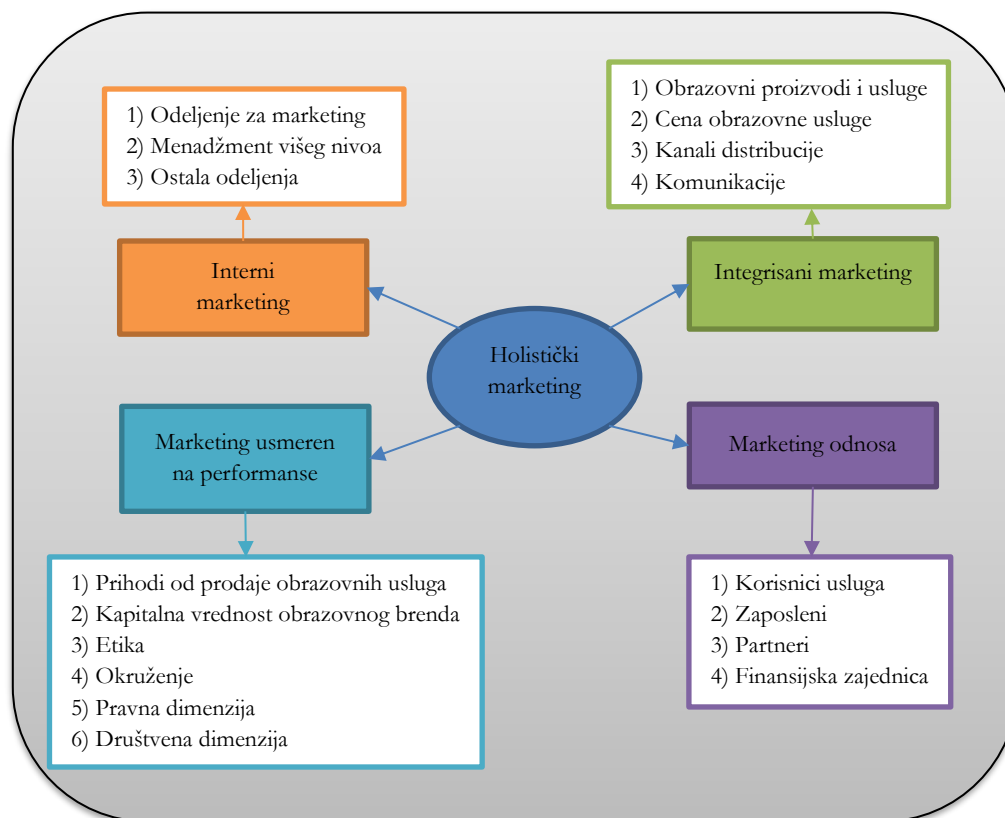 1) Odeljenje za marketing
2) Menadžment višeg nivoa
3) Ostala odeljenja
1) Obrazovni proizvodi i usluge
2) Cena obrazovne usluge
3) Kanali distribucije
4) Komunikacije
Interni
marketing
Integrisani marketing
Holistički
marketing
Marketing usmeren
na performanse
Marketing odnosa
1) Prihodi od prodaje obrazovnih usluga
2) Kapitalna vrednost obrazovnog brenda
3) Etika
4) Okruženje
5) Pravna dimenzija
6) Društvena dimenzija
1) Korisnici usluga
2) Zaposleni
3) Partneri
4) Finansijska zajednica